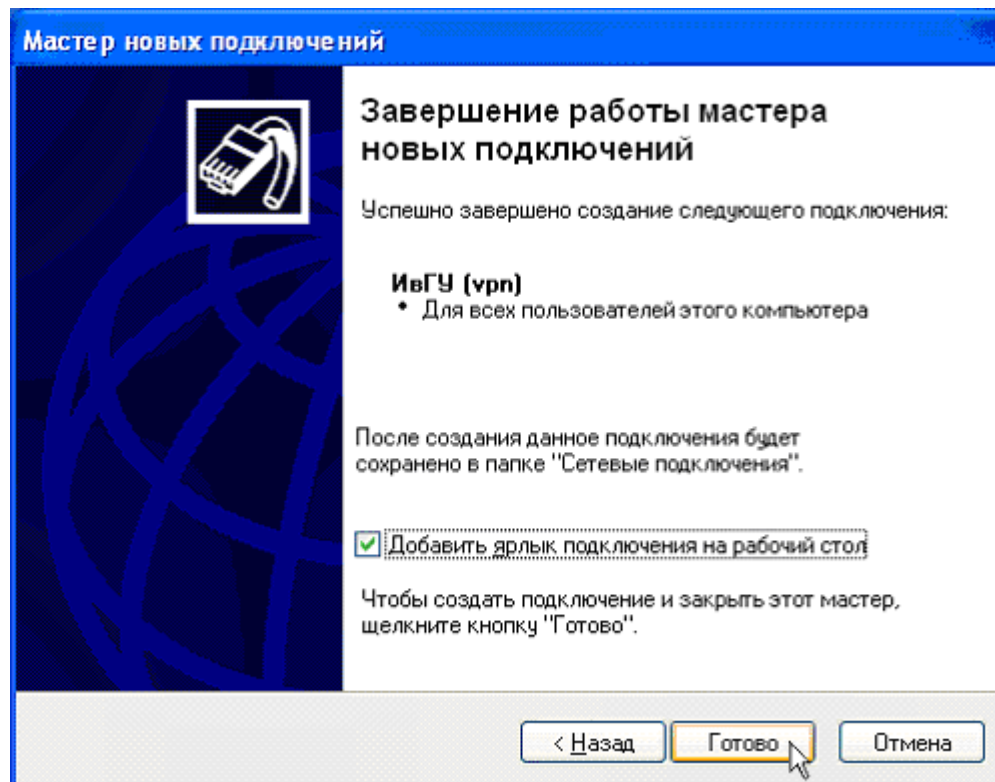 Мастер новых подключений
Завершение работы мастера
новых подключений
Успешно завершено создание следующего подключения:
ИвГУ (vpn)
• Для всех пользователей этого компьютера
После создания данное подключения будет
сохранено в папке "Сетевые подключения".
Добавить ярлык подключения на рабочий стол
Чтобы создать подключение и закрыть этот мастер,
щелкните кнопку "Готово".
< Назад Готово Отмена